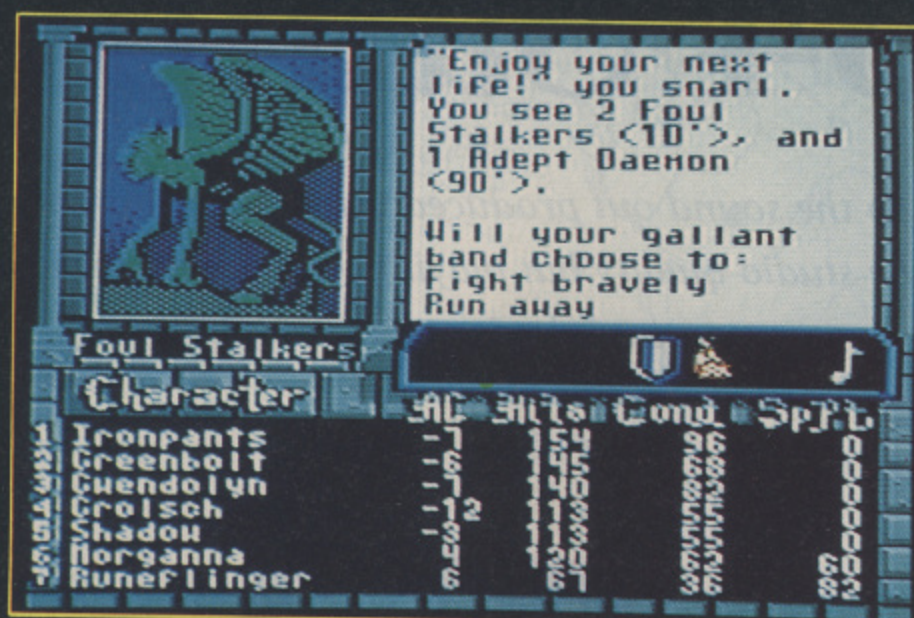 "Enjoy your next
life!" you snarl.
You see 2 Foul
Stalkers (10'), and
1 Adept Daemon
(90').
Will your gallant
band choose to:
Fight bravely
Run away
Foul Stalkers
Character AC Hits Cond SpPt
1 Ironpants -7 154 96 0
2 Greenbolt -6 145 68 0
3 Gwendolyn -7 140 82 0
4 Grolsch -12 113 55 0
5 Shadow -3 113 55 0
6 Morganna 4 120 62 60
7 Runeflinger 6 67 36 82